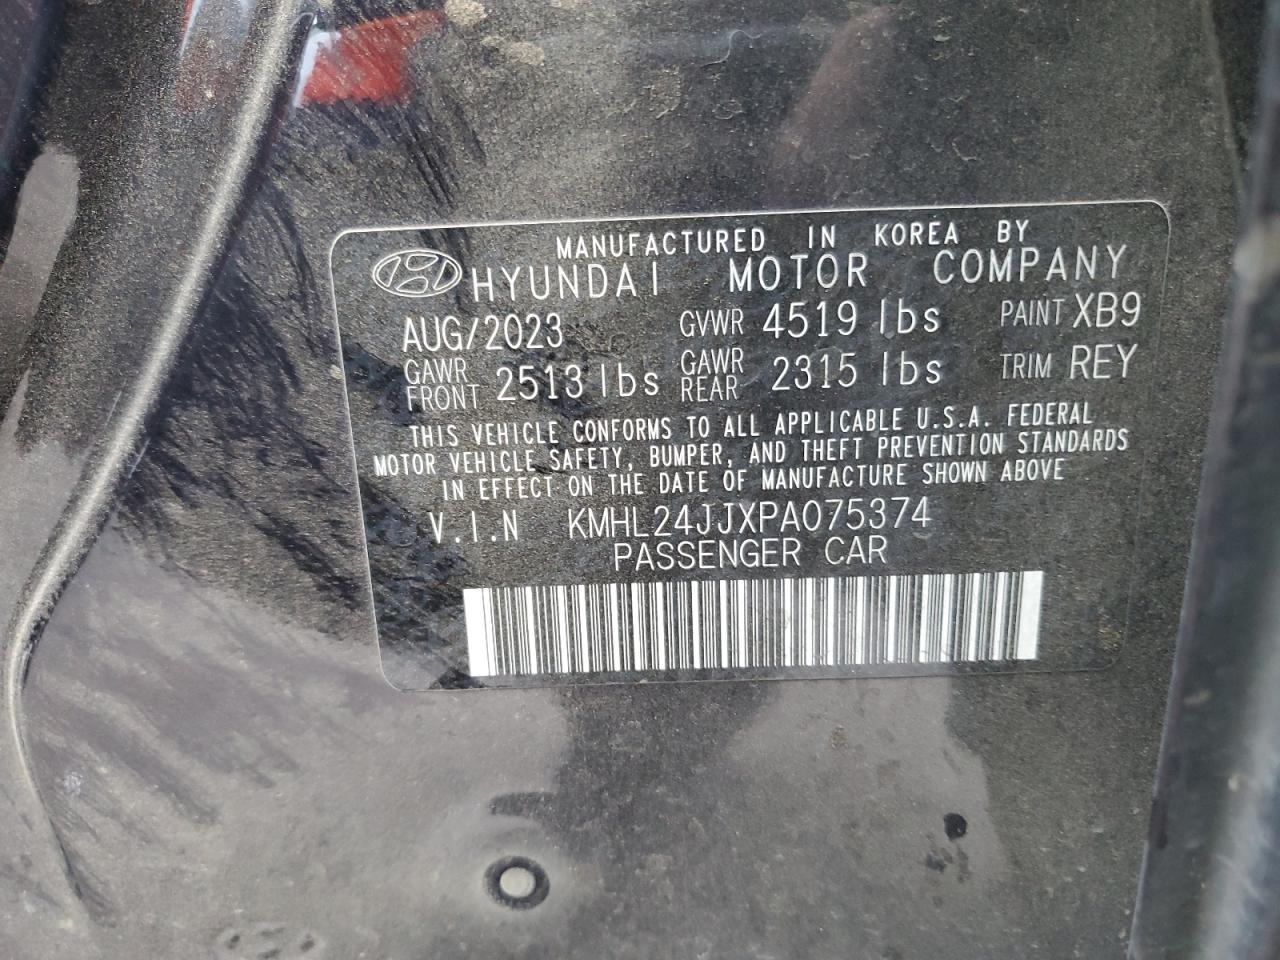 MANUFACTURED IN KOREA BY
HYUNDAI MOTOR COMPANY
AUG/2023 GVWR 4519 lbs PAINT XB9
GAWR FRONT 2513 lbs GAWR REAR 2315 lbs TRIM REY
THIS VEHICLE CONFORMS TO ALL APPLICABLE U.S.A. FEDERAL
MOTOR VEHICLE SAFETY, BUMPER, AND THEFT PREVENTION STANDARDS
IN EFFECT ON THE DATE OF MANUFACTURE SHOWN ABOVE
V.I.N KMHL24JJXPA075374
PASSENGER CAR